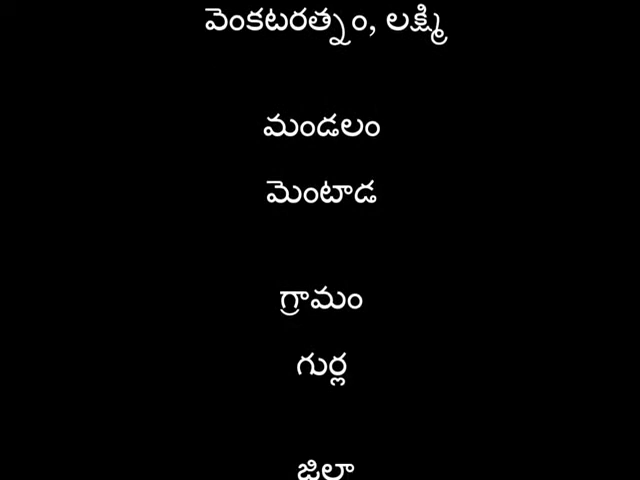 వెంకటరత్నం, లక్ష్మి
మండలం
మెంటాడ
గ్రామం
గుర్ల
జిల్లా